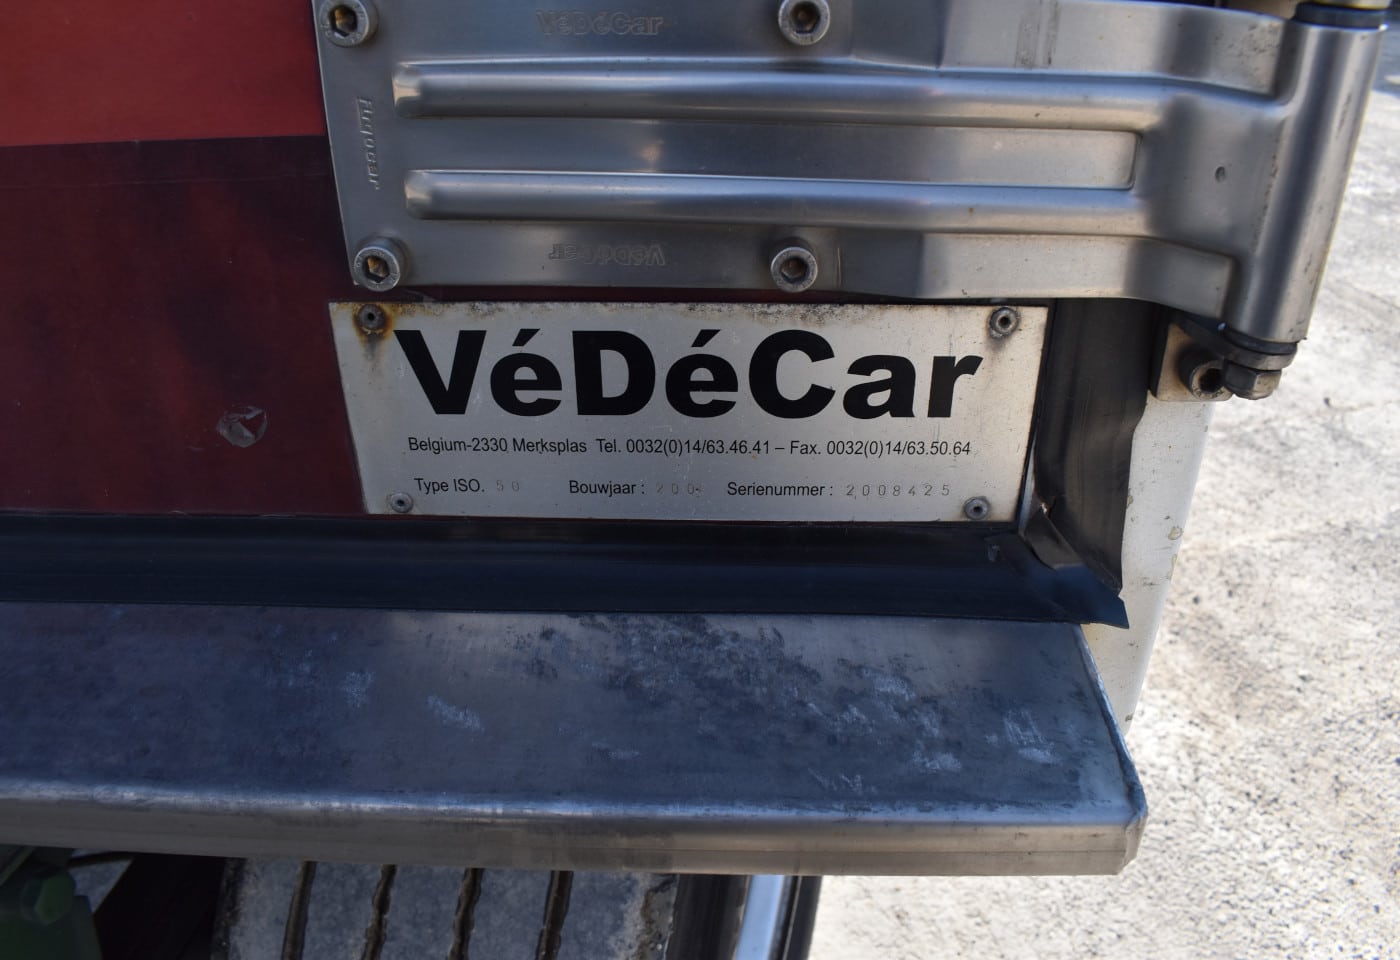 VéDéCar
VéDéCar
VéDéCar
Belgium-2330 Merksplas Tel. 0032(0)14/63.46.41 – Fax. 0032(0)14/63.50.64
Type ISO. 50 Bouwjaar : Serienummer : 2008425